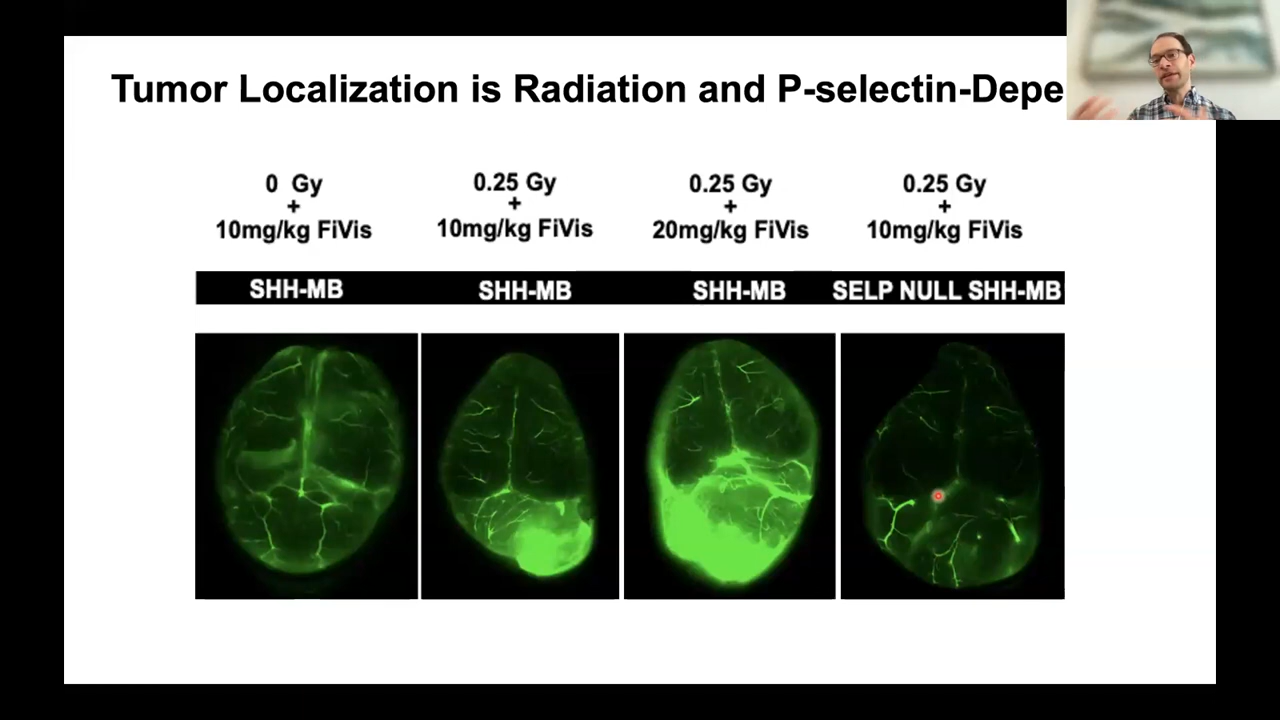 Tumor Localization is Radiation and P-selectin-Depe
0 Gy
+
10mg/kg FiVis
0.25 Gy
+
10mg/kg FiVis
0.25 Gy
+
20mg/kg FiVis
0.25 Gy
+
10mg/kg FiVis
SHH-MB
SHH-MB
SHH-MB
SELP NULL SHH-MB